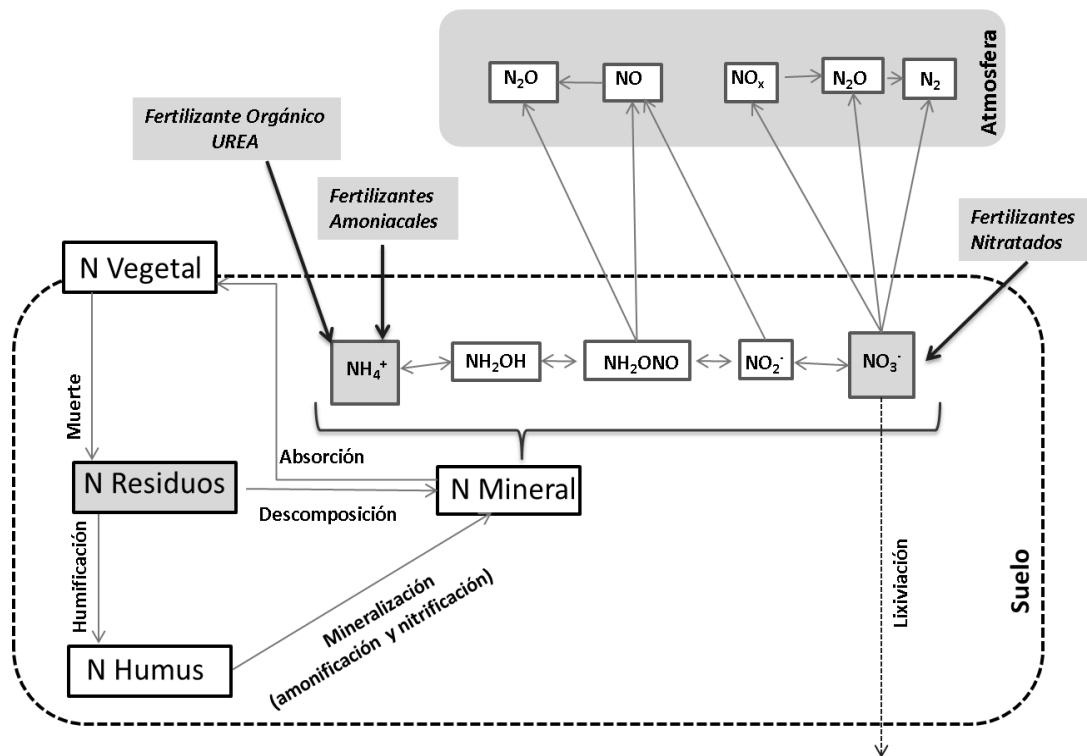 Atmosfera
N₂O
NO
NOₓ
N₂O
N₂
Fertilizante Orgánico
UREA
Fertilizantes
Amoniacales
Fertilizantes
Nitratados
N Vegetal
NH₄⁺
NH₂OH
NH₂ONO
NO₂⁻
NO₃⁻
Muerte
Absorción
N Residuos
N Mineral
Descomposición
Humificación
Mineralización
(amonificación y nitrificación)
N Humus
Lixiviación
Suelo